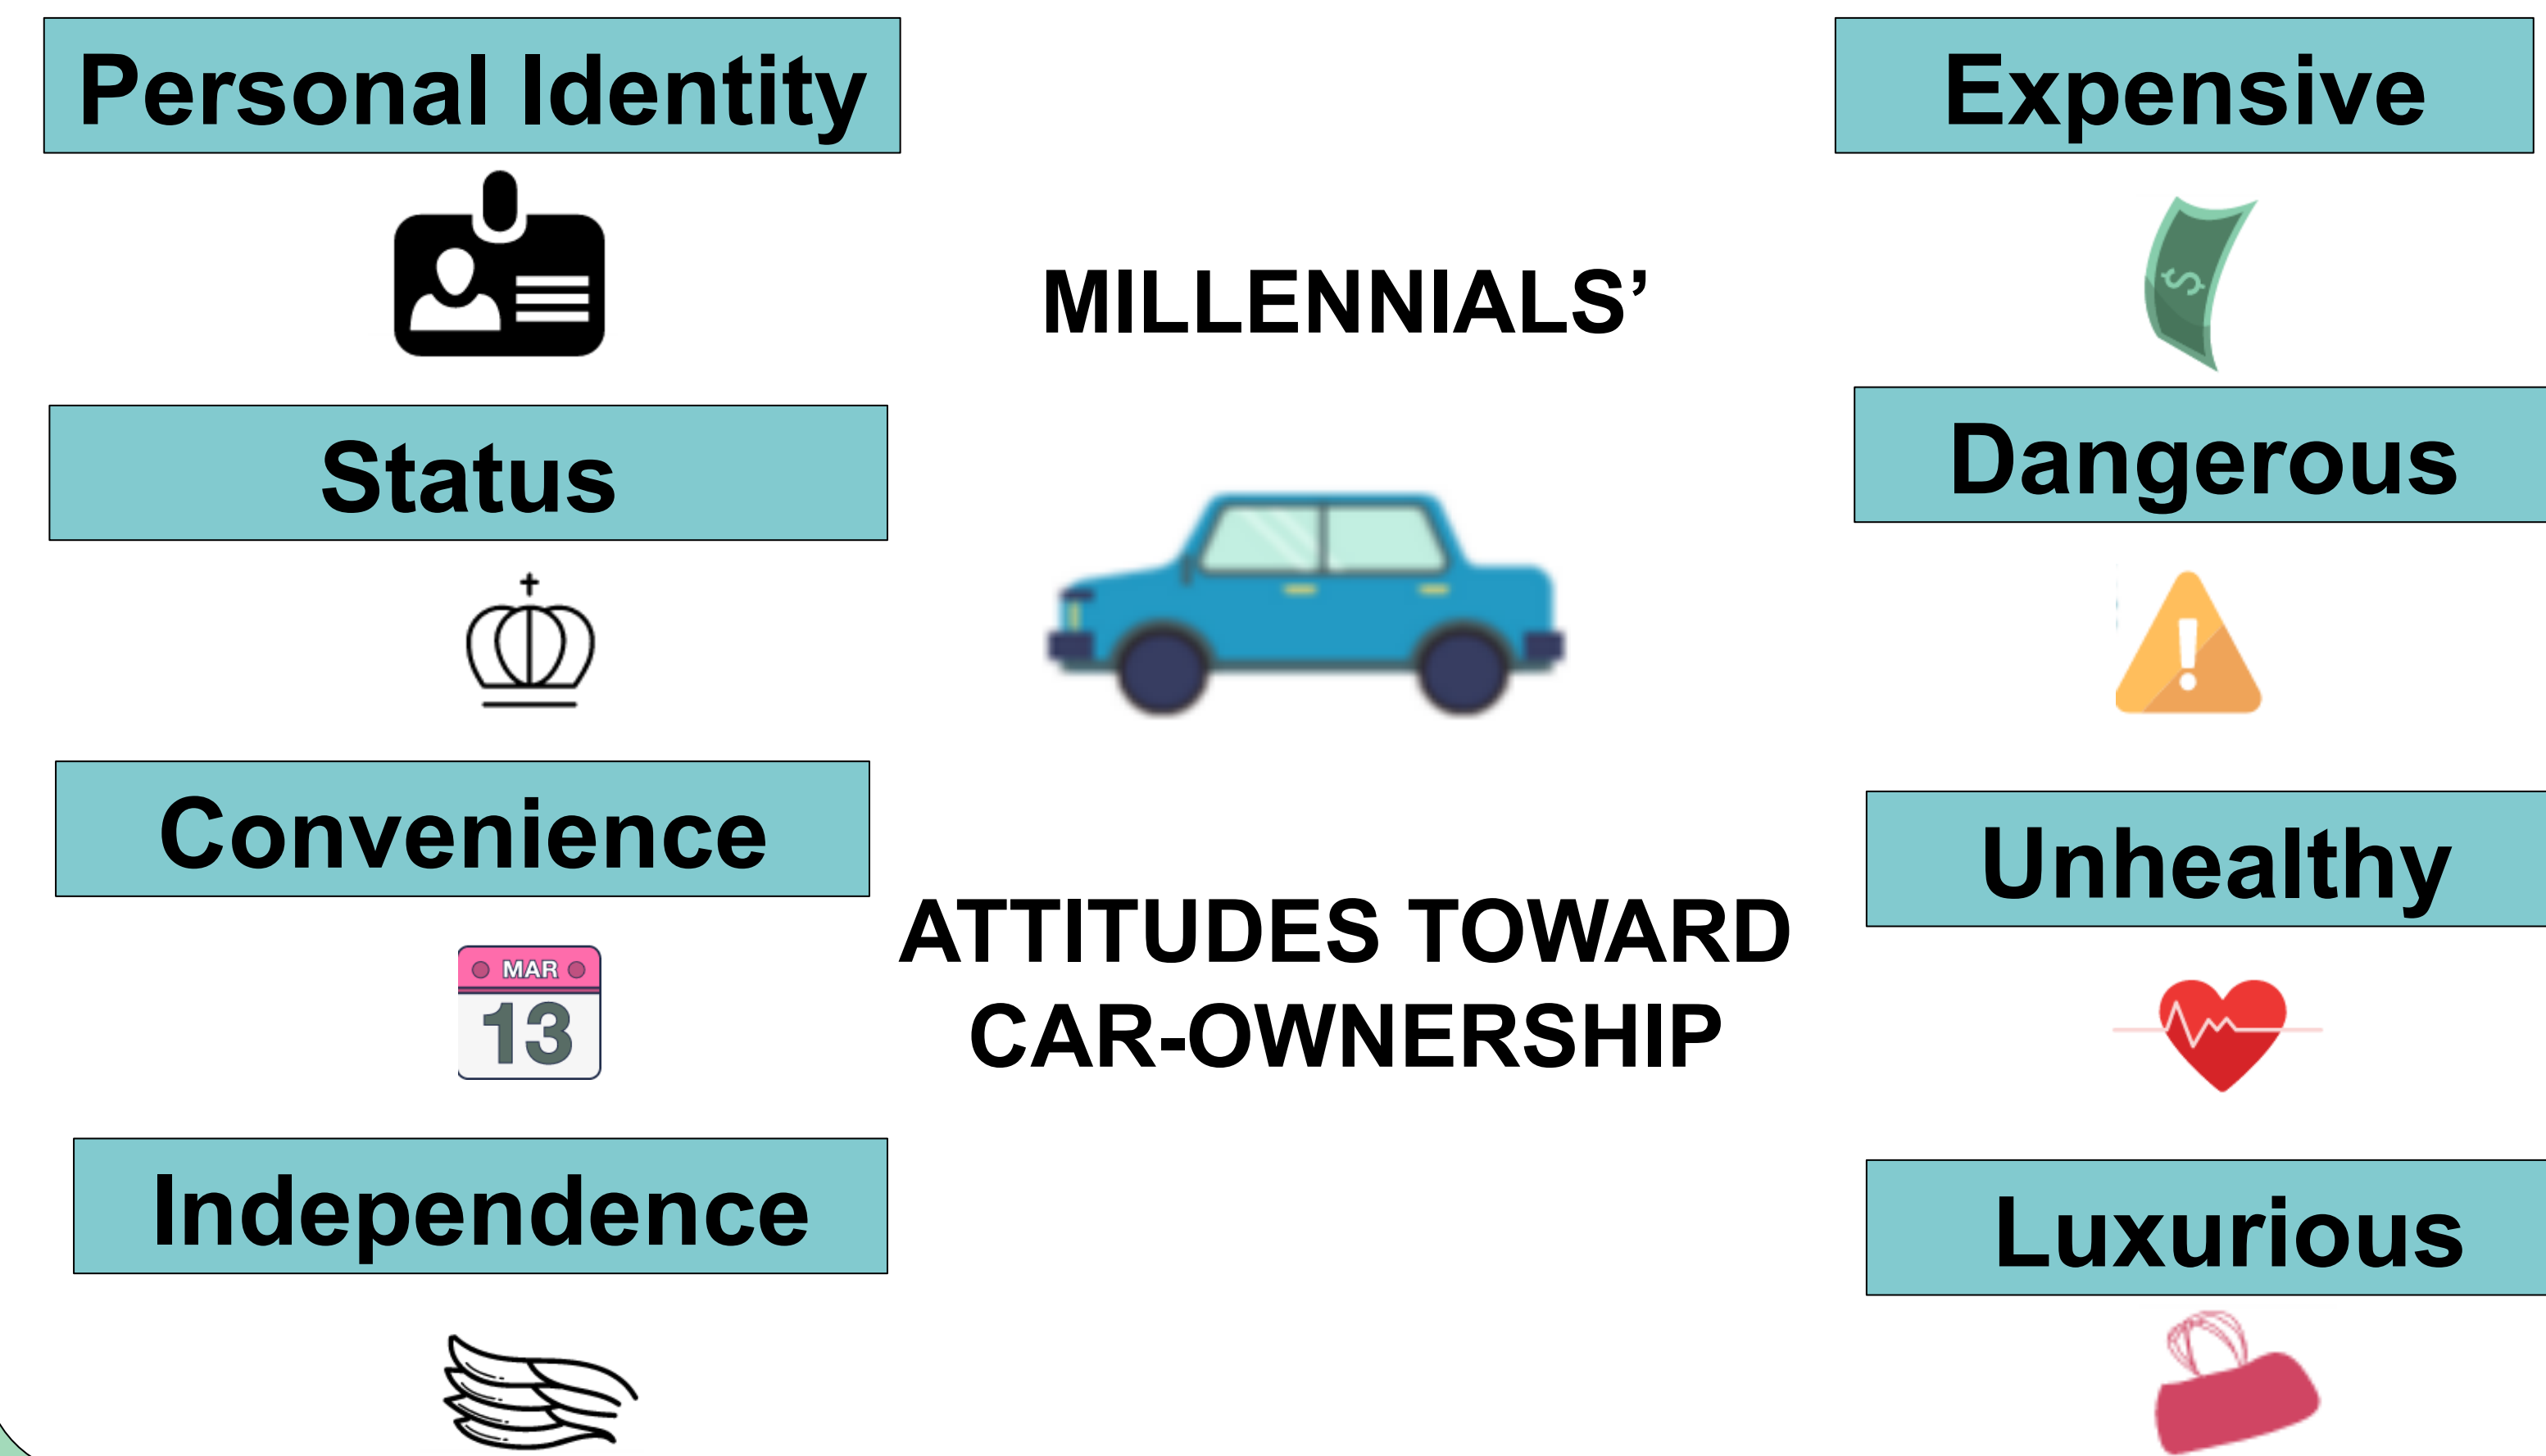 Personal Identity
Status
Convenience
MAR
13
Independence
MILLENNIALS’
ATTITUDES TOWARD
CAR-OWNERSHIP
Expensive
$
Dangerous
!
Unhealthy
Luxurious